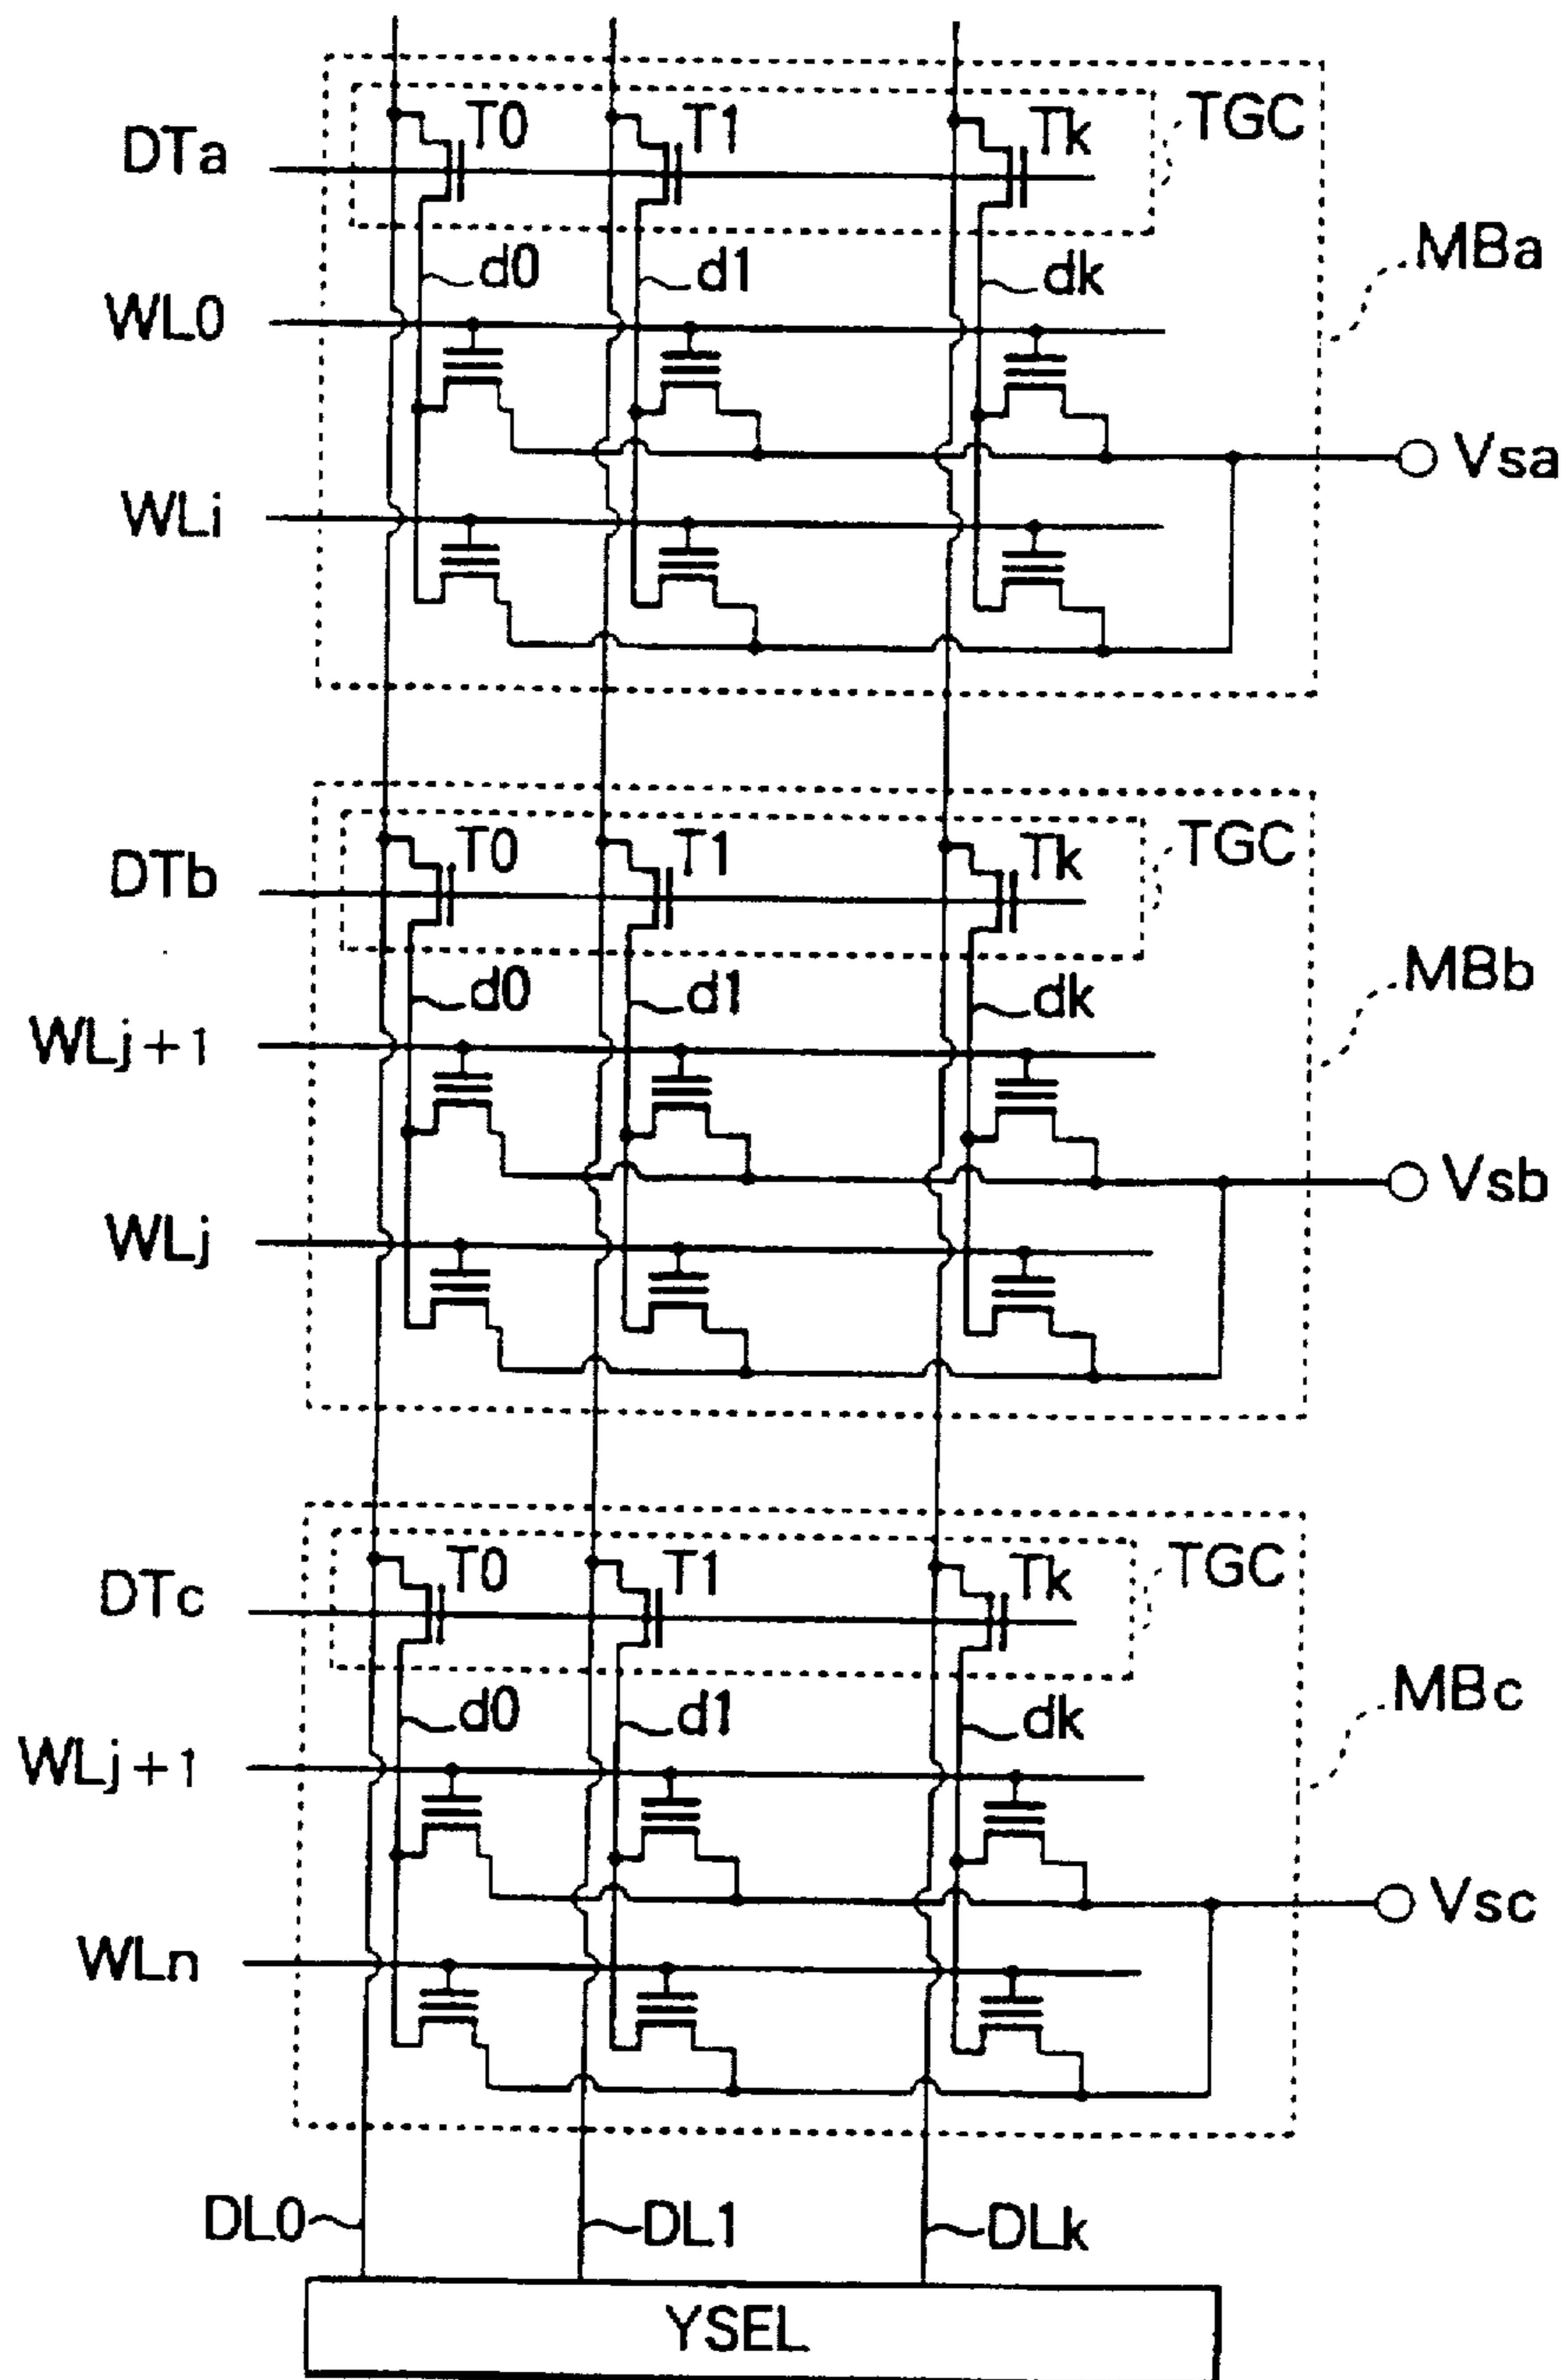 T0 T1 Tk TGC
DTa
d0 d1 dk MBa
WL0
Vsa
WLi
T0 T1 Tk TGC
DTb
d0 d1 dk MBb
WLj+1
Vsb
WLj
T0 T1 Tk TGC
DTc
d0 d1 dk MBc
WLj+1
Vsc
WLn
DL0 DL1 DLk
YSEL